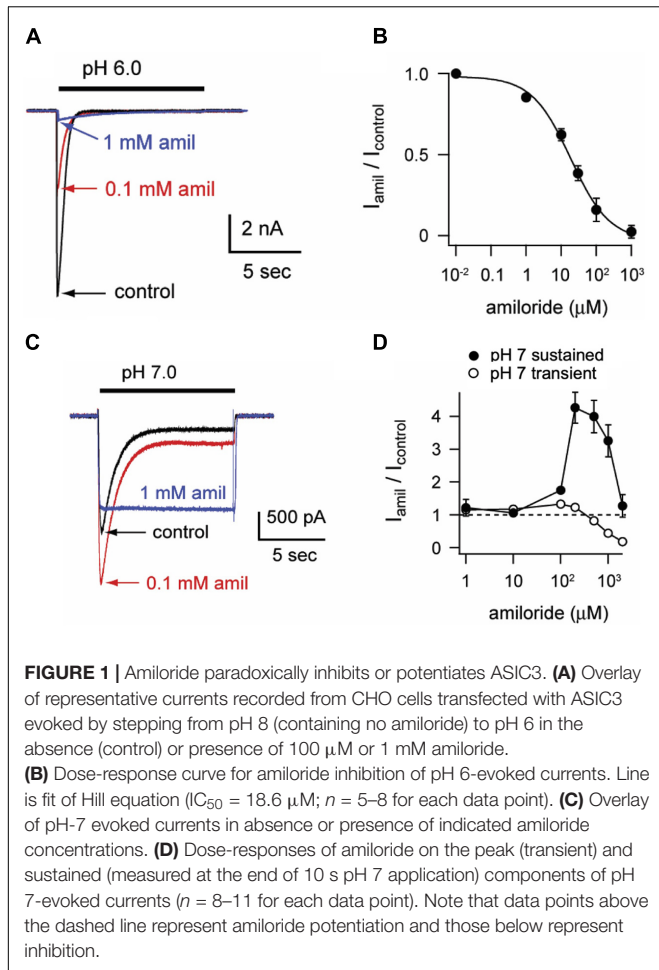 A
pH 6.0
1 mM amil
0.1 mM amil
control
2 nA
5 sec
B
I_amil / I_control
1.0
0.5
0
10⁻² 0.1 1 10 10² 10³
amiloride (μM)
C
pH 7.0
1 mM amil
control
0.1 mM amil
500 pA
5 sec
D
pH 7 sustained
pH 7 transient
I_amil / I_control
4
3
2
1
0
1 10 10² 10³
amiloride (μM)
FIGURE 1 | Amiloride paradoxically inhibits or potentiates ASIC3. (A) Overlay
of representative currents recorded from CHO cells transfected with ASIC3
evoked by stepping from pH 8 (containing no amiloride) to pH 6 in the
absence (control) or presence of 100 μM or 1 mM amiloride.
(B) Dose-response curve for amiloride inhibition of pH 6-evoked currents. Line
is fit of Hill equation (IC₅₀ = 18.6 μM; n = 5–8 for each data point). (C) Overlay
of pH-7 evoked currents in absence or presence of indicated amiloride
concentrations. (D) Dose-responses of amiloride on the peak (transient) and
sustained (measured at the end of 10 s pH 7 application) components of pH
7-evoked currents (n = 8–11 for each data point). Note that data points above
the dashed line represent amiloride potentiation and those below represent
inhibition.